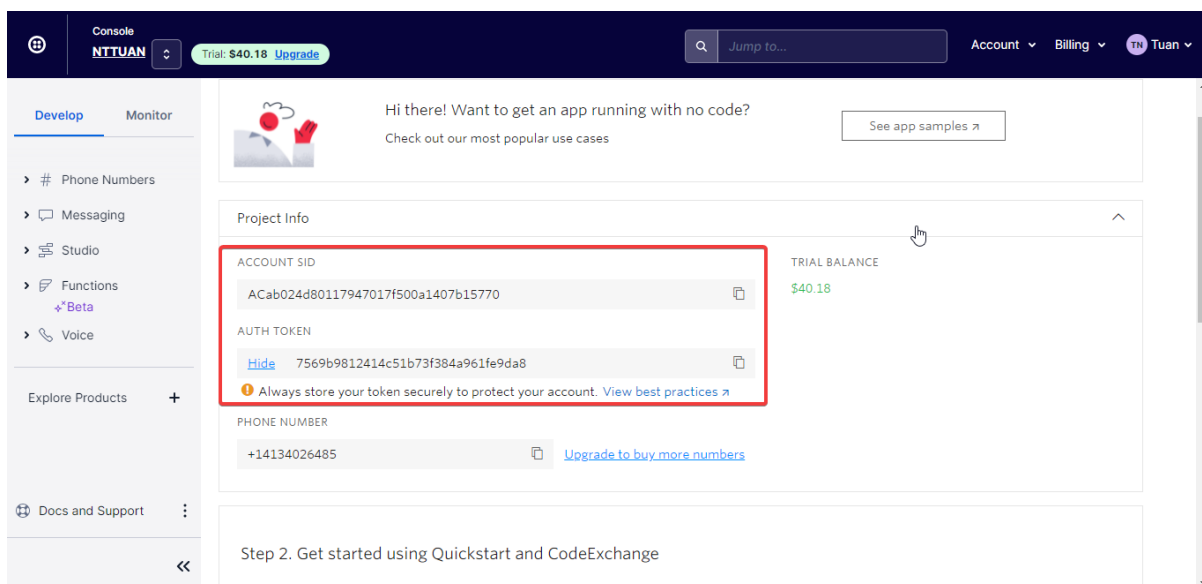 Console
NTTUAN
Trial: $40.18 Upgrade
Jump to...
Account
Billing
TN Tuan
Develop
Monitor
Phone Numbers
Messaging
Studio
Functions
Beta
Voice
Explore Products
Docs and Support
Hi there! Want to get an app running with no code?
Check out our most popular use cases
See app samples
Project Info
ACCOUNT SID
ACab024d80117947017f500a1407b15770
AUTH TOKEN
Hide 7569b9812414c51b73f384a961fe9da8
Always store your token securely to protect your account. View best practices
PHONE NUMBER
+14134026485
Upgrade to buy more numbers
TRIAL BALANCE
$40.18
Step 2. Get started using Quickstart and CodeExchange